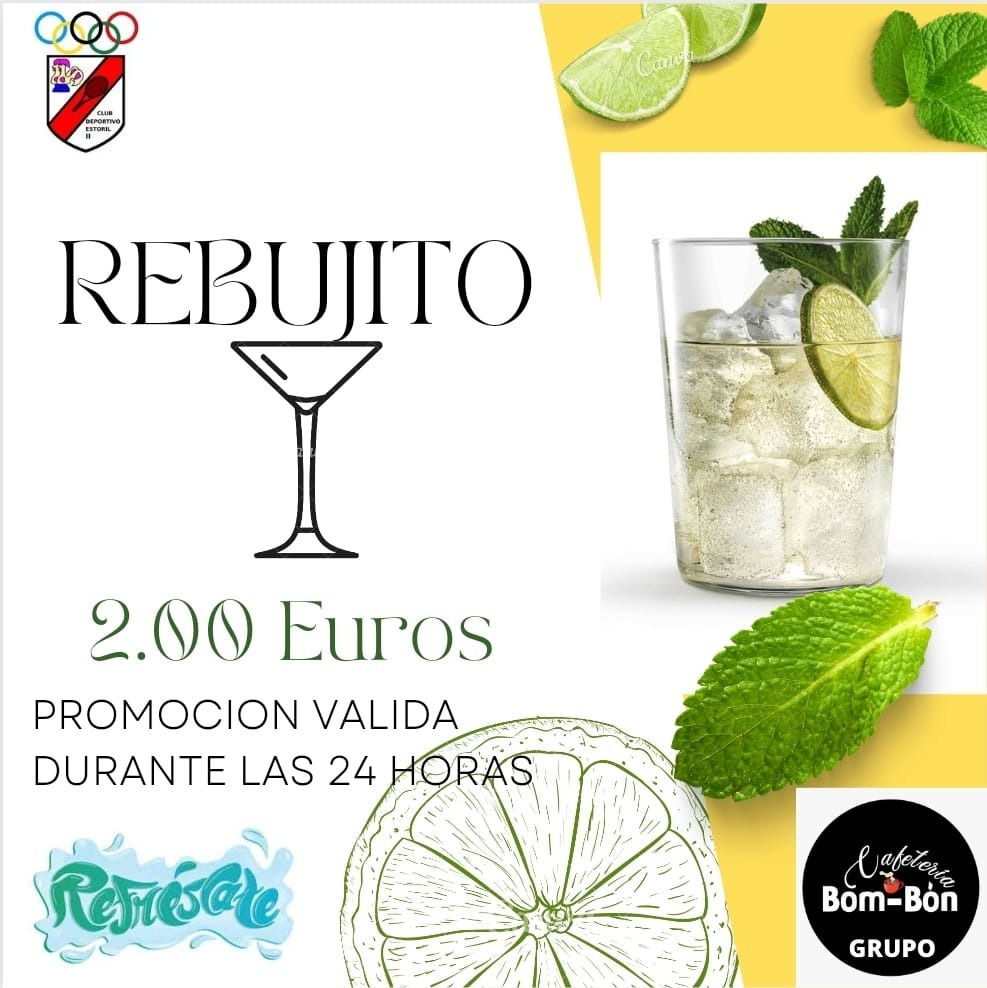 CLUB
DEPORTIVO
ESTORIL
II
Canva
REBUJITO
2.00 Euros
PROMOCION VALIDA
DURANTE LAS 24 HORAS
Refréscate
Cafetería
Bom-Bòn
GRUPO